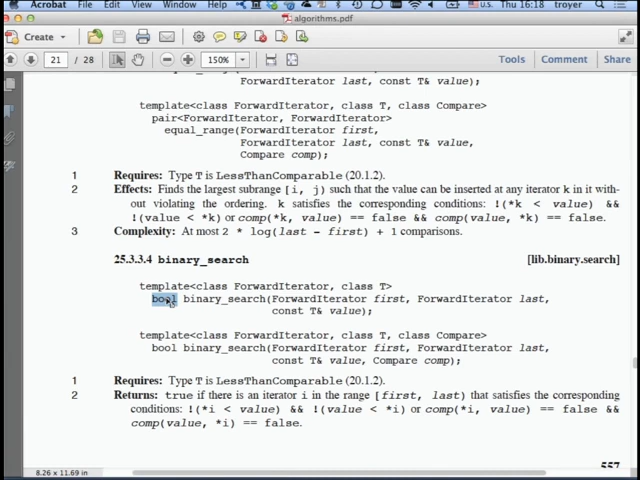 Acrobat File Edit View Window Help U.S. Thu 16:18 troyer
algorithms.pdf
Create
21 / 28 150% Tools Comment Share
ForwardIterator last, const T& value);
template<class ForwardIterator, class T, class Compare>
pair<ForwardIterator, ForwardIterator>
equal_range(ForwardIterator first,
ForwardIterator last, const T& value,
Compare comp);
1 Requires: Type T is LessThanComparable (20.1.2).
2 Effects: Finds the largest subrange [i, j) such that the value can be inserted at any iterator k in it with-
out violating the ordering. k satisfies the corresponding conditions: !(*k < value) &&
!(value < *k) or comp(*k, value) == false && comp(value, *k) == false.
3 Complexity: At most 2 * log(last - first) + 1 comparisons.
25.3.3.4 binary_search [lib.binary.search]
template<class ForwardIterator, class T>
bool binary_search(ForwardIterator first, ForwardIterator last,
const T& value);
template<class ForwardIterator, class T, class Compare>
bool binary_search(ForwardIterator first, ForwardIterator last,
const T& value, Compare comp);
1 Requires: Type T is LessThanComparable (20.1.2).
2 Returns: true if there is an iterator i in the range [first, last) that satisfies the corresponding
conditions: !(*i < value) && !(value < *i) or comp(*i, value) == false &&
comp(value, *i) == false.
557
8.26 x 11.69 in